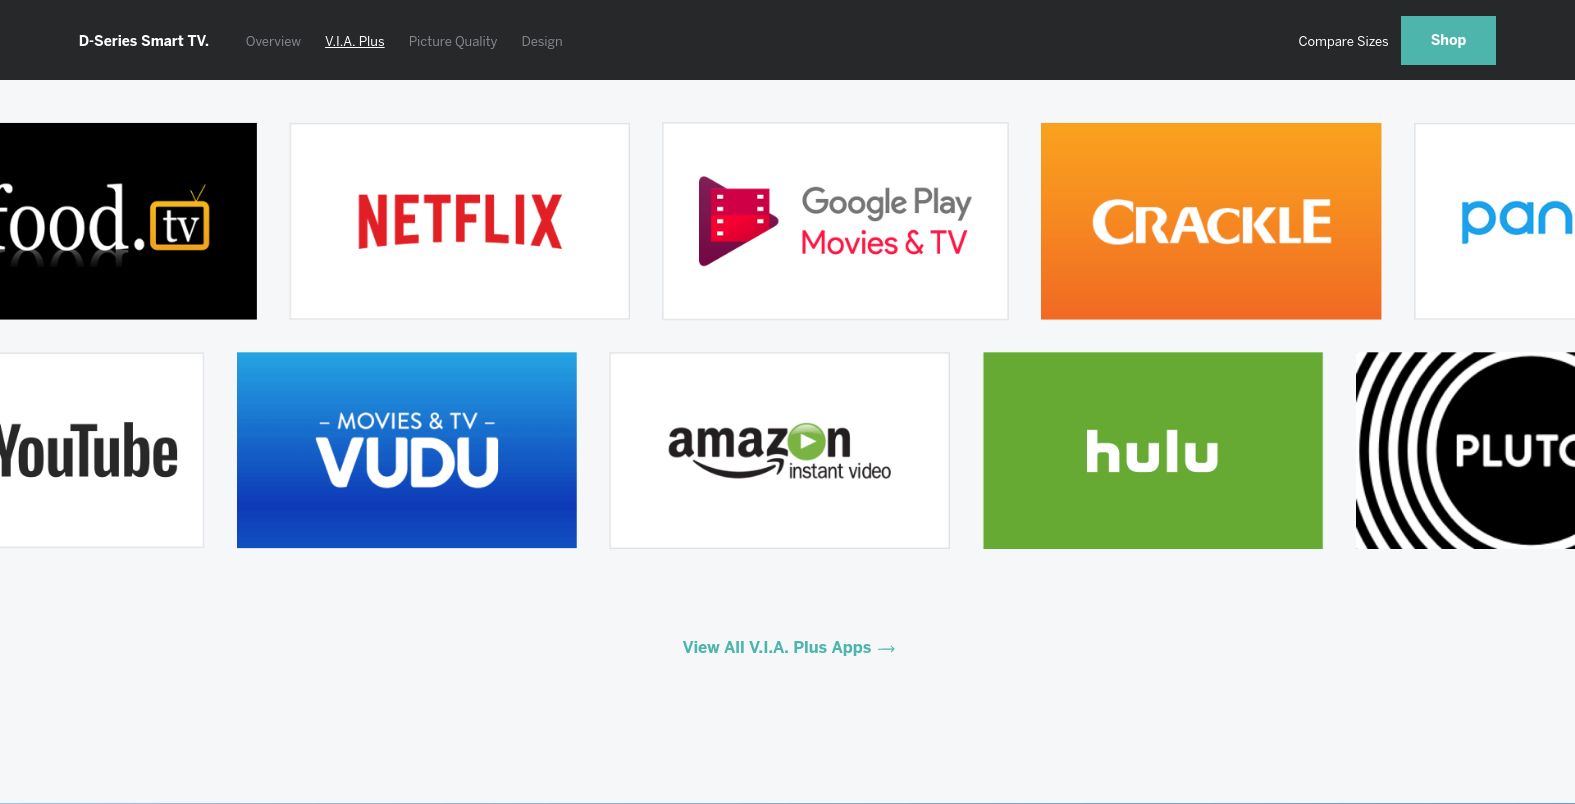 D-Series Smart TV. Overview V.I.A. Plus Picture Quality Design Compare Sizes Shop
food.tv
NETFLIX
Google Play
Movies & TV
CRACKLE
pan
YouTube
– MOVIES & TV –
VUDU
amazon
instant video
hulu
PLUTO
View All V.I.A. Plus Apps →